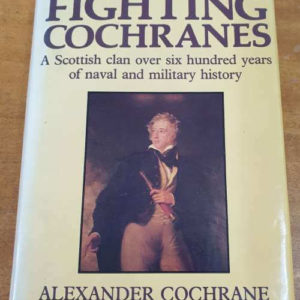 FIGHTING
COCHRANES
A Scottish clan over six hundred years
of naval and military history
ALEXANDER COCHRANE